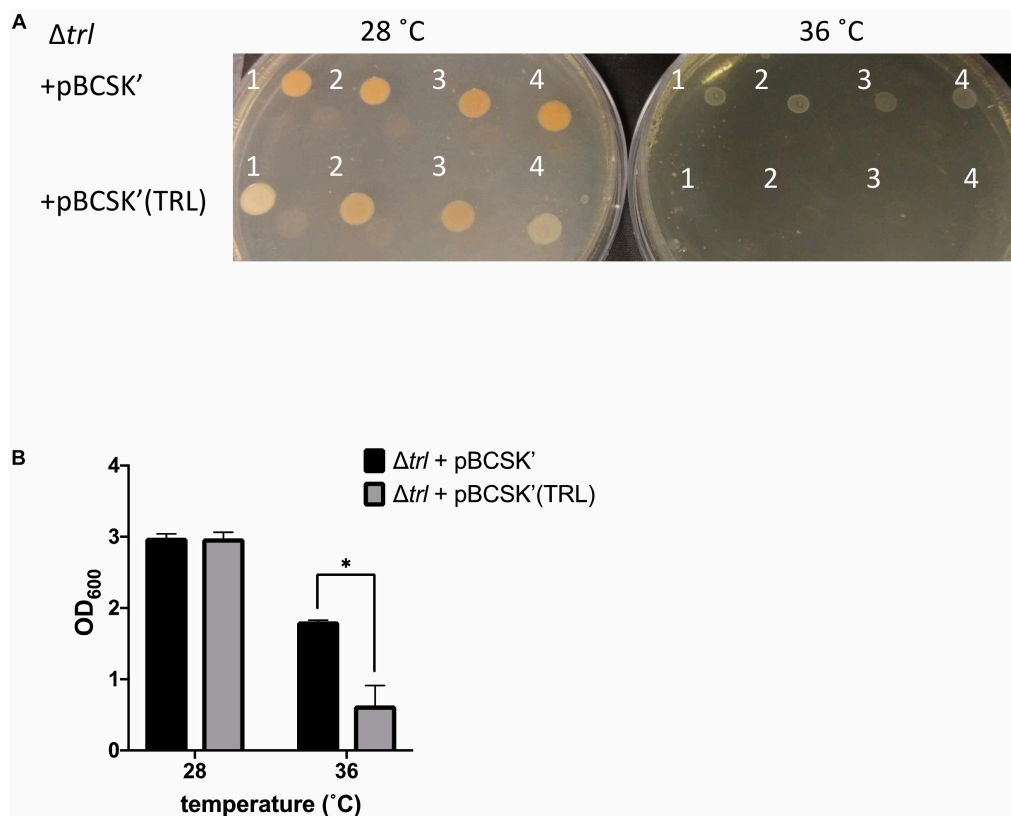 A
Δtrl 28 ˚C 36 ˚C
+pBCSK’ 1 2 3 4 1 2 3 4
+pBCSK’(TRL) 1 2 3 4 1 2 3 4
B
Δtrl + pBCSK’
Δtrl + pBCSK’(TRL)
4
3
2
1
0
OD600
*
28 36
temperature (˚C)